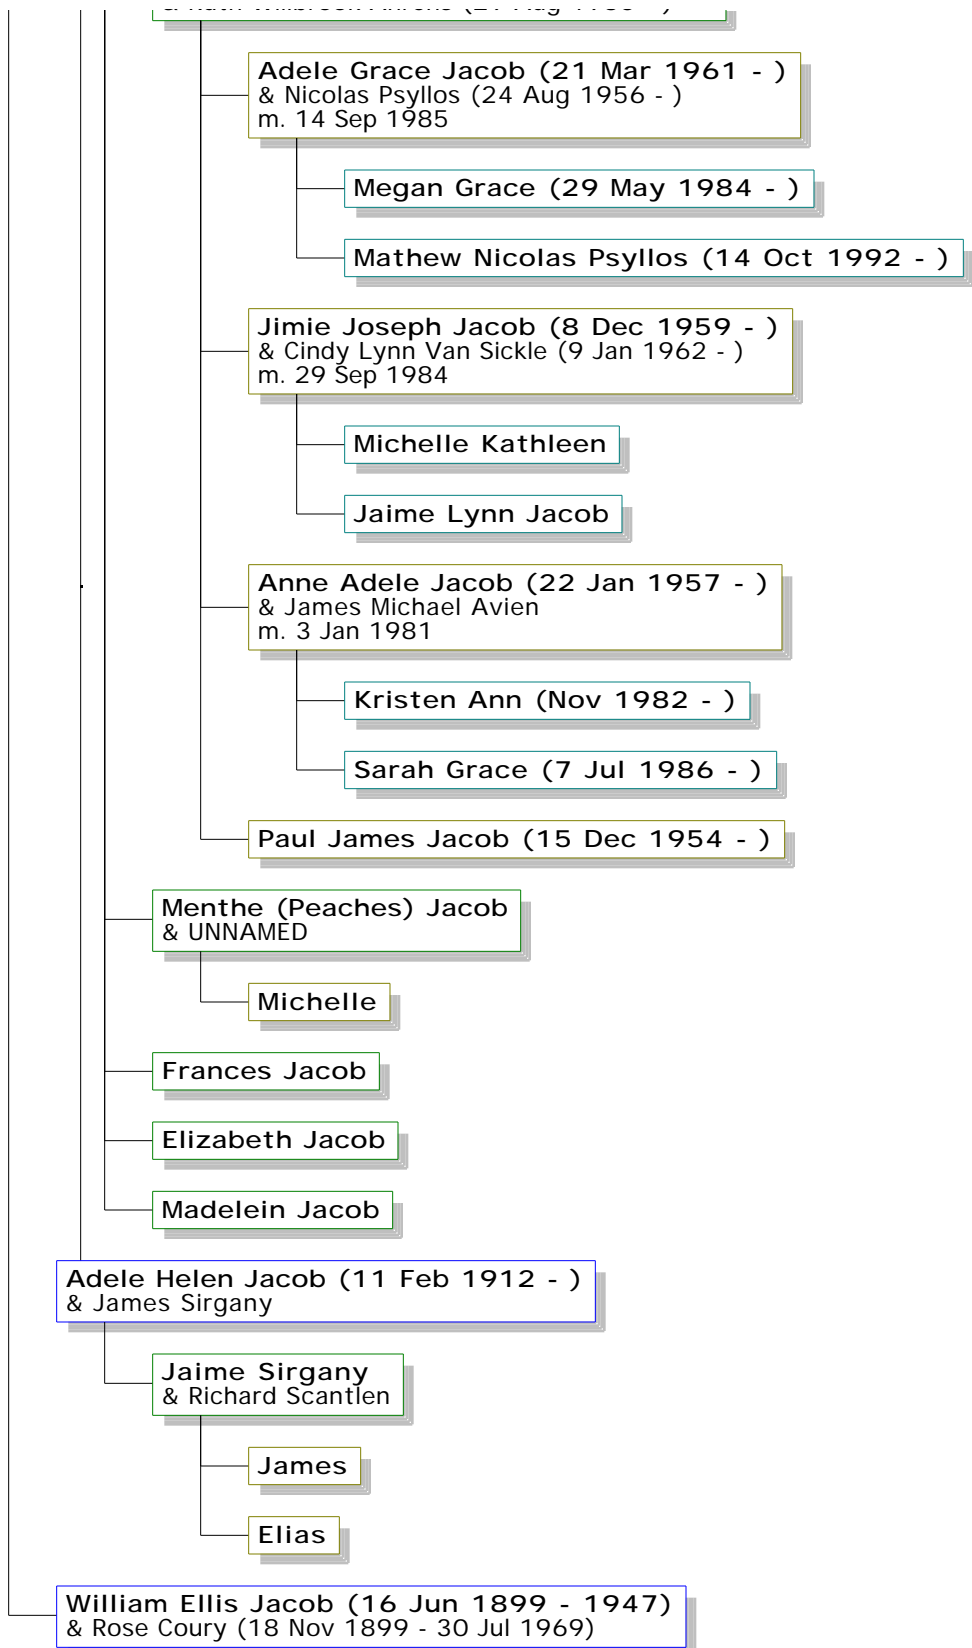 Adele Grace Jacob (21 Mar 1961 - )
& Nicolas Psyllos (24 Aug 1956 - )
m. 14 Sep 1985
Megan Grace (29 May 1984 - )
Mathew Nicolas Psyllos (14 Oct 1992 - )
Jimie Joseph Jacob (8 Dec 1959 - )
& Cindy Lynn Van Sickle (9 Jan 1962 - )
m. 29 Sep 1984
Michelle Kathleen
Jaime Lynn Jacob
Anne Adele Jacob (22 Jan 1957 - )
& James Michael Avien
m. 3 Jan 1981
Kristen Ann (Nov 1982 - )
Sarah Grace (7 Jul 1986 - )
Paul James Jacob (15 Dec 1954 - )
Menthe (Peaches) Jacob
& UNNAMED
Michelle
Frances Jacob
Elizabeth Jacob
Madelein Jacob
Adele Helen Jacob (11 Feb 1912 - )
& James Sirgany
Jaime Sirgany
& Richard Scantlen
James
Elias
William Ellis Jacob (16 Jun 1899 - 1947)
& Rose Coury (18 Nov 1899 - 30 Jul 1969)